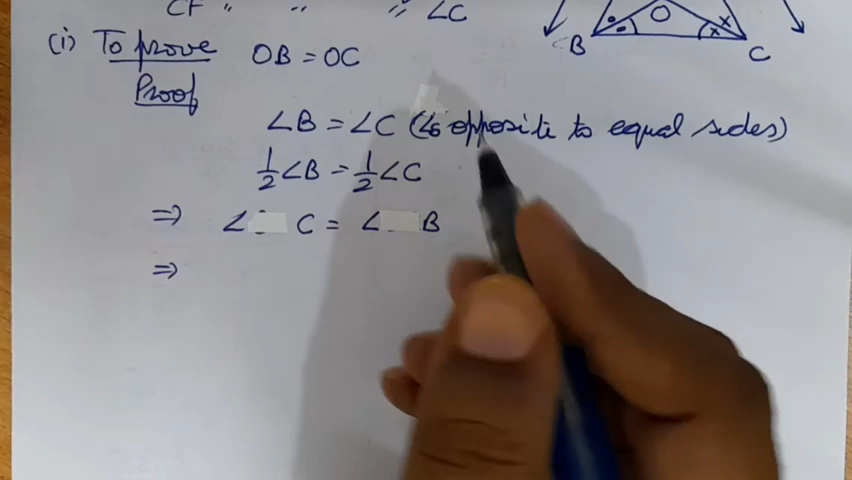 CF " " " ∠C
(i) To prove OB = OC
Proof
∠B = ∠C (∠s opposite to equal sides)
½∠B = ½∠C
⇒ ∠ C = ∠ B
⇒
O
B
C